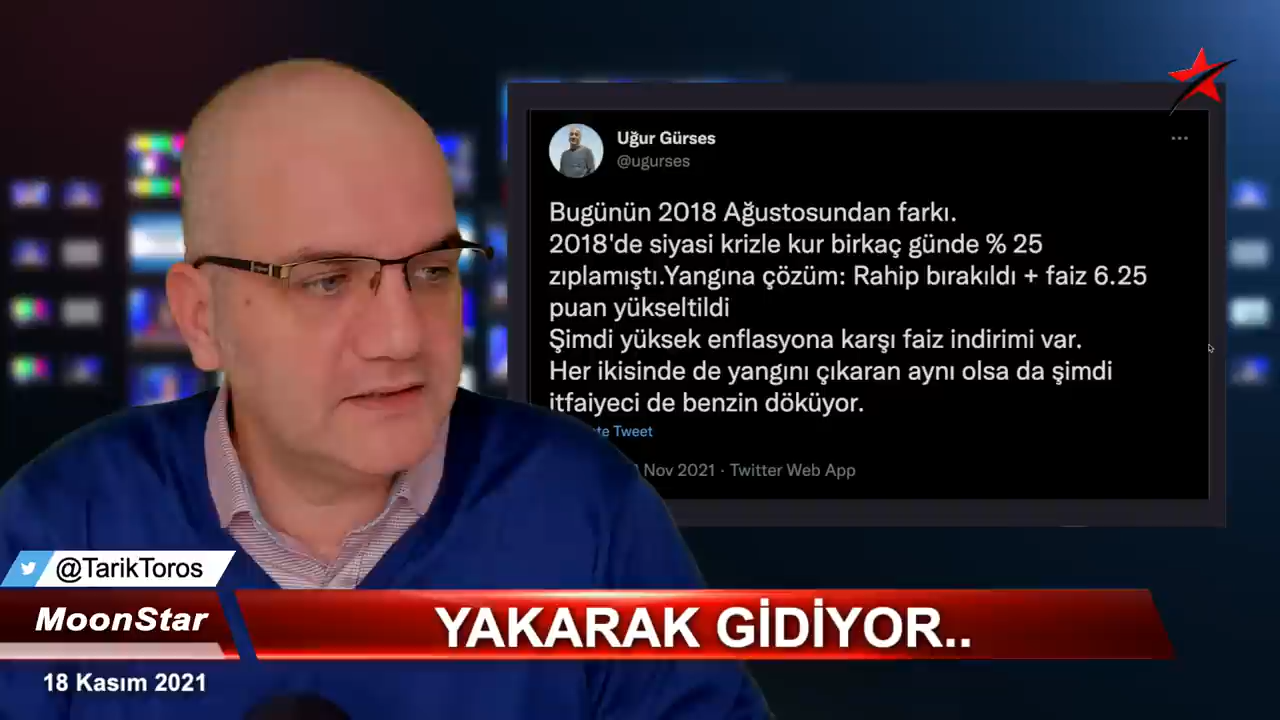 Uğur Gürses
@ugurses
Bugünün 2018 Ağustosundan farkı.
2018'de siyasi krizle kur birkaç günde % 25
zıplamıştı.Yangına çözüm: Rahip bırakıldı + faiz 6.25
puan yükseltildi
Şimdi yüksek enflasyona karşı faiz indirimi var.
Her ikisinde de yangını çıkaran aynı olsa da şimdi
itfaiyeci de benzin döküyor.
Tweet
Nov 2021 · Twitter Web App
@TarikToros
MoonStar
YAKARAK GİDİYOR..
18 Kasım 2021